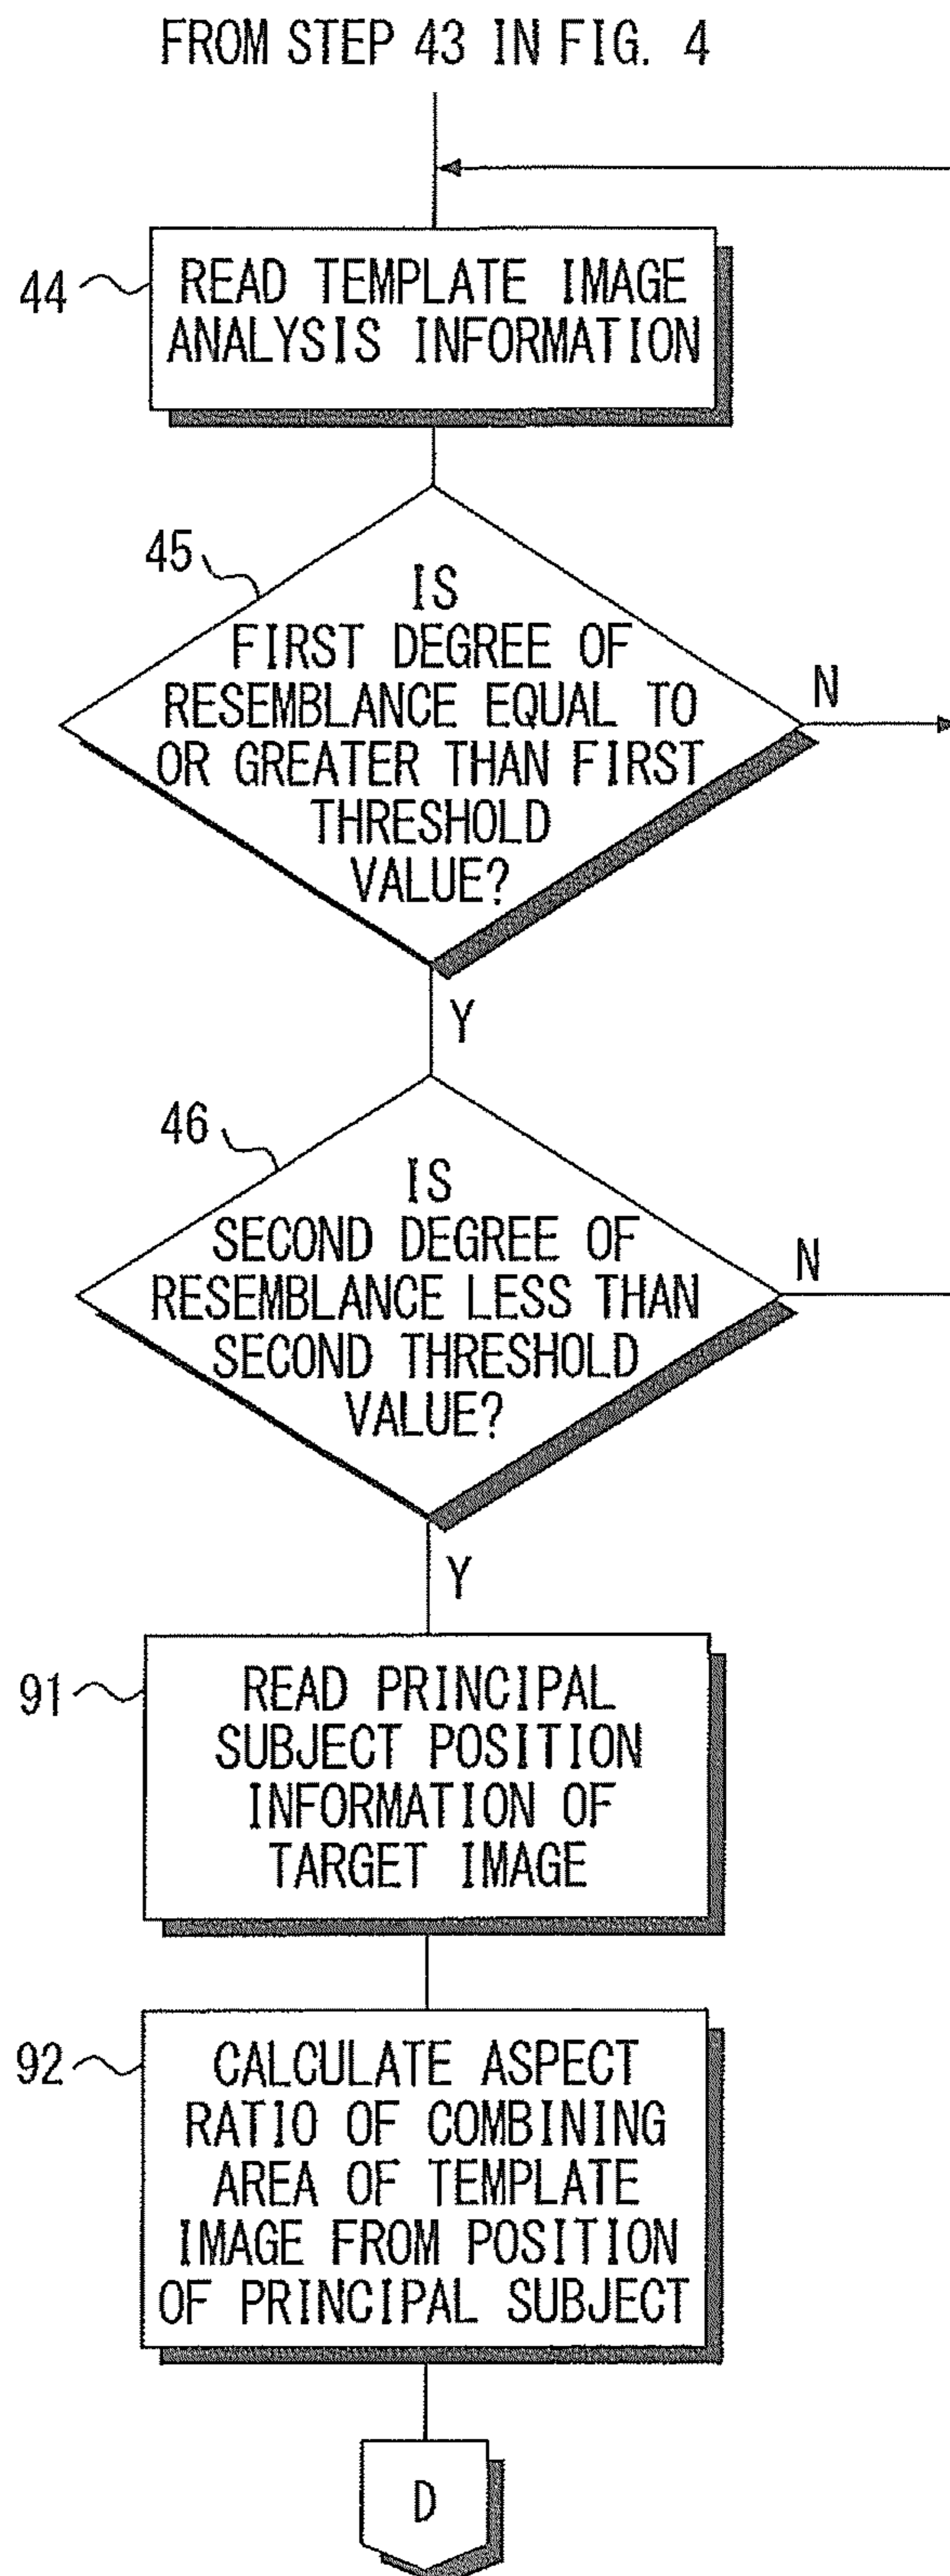 FROM STEP 43 IN FIG. 4
44
READ TEMPLATE IMAGE
ANALYSIS INFORMATION
45
IS
FIRST DEGREE OF
RESEMBLANCE EQUAL TO
OR GREATER THAN FIRST
THRESHOLD
VALUE?
N
Y
46
IS
SECOND DEGREE OF
RESEMBLANCE LESS THAN
SECOND THRESHOLD
VALUE?
N
Y
91
READ PRINCIPAL
SUBJECT POSITION
INFORMATION OF
TARGET IMAGE
92
CALCULATE ASPECT
RATIO OF COMBINING
AREA OF TEMPLATE
IMAGE FROM POSITION
OF PRINCIPAL SUBJECT
D